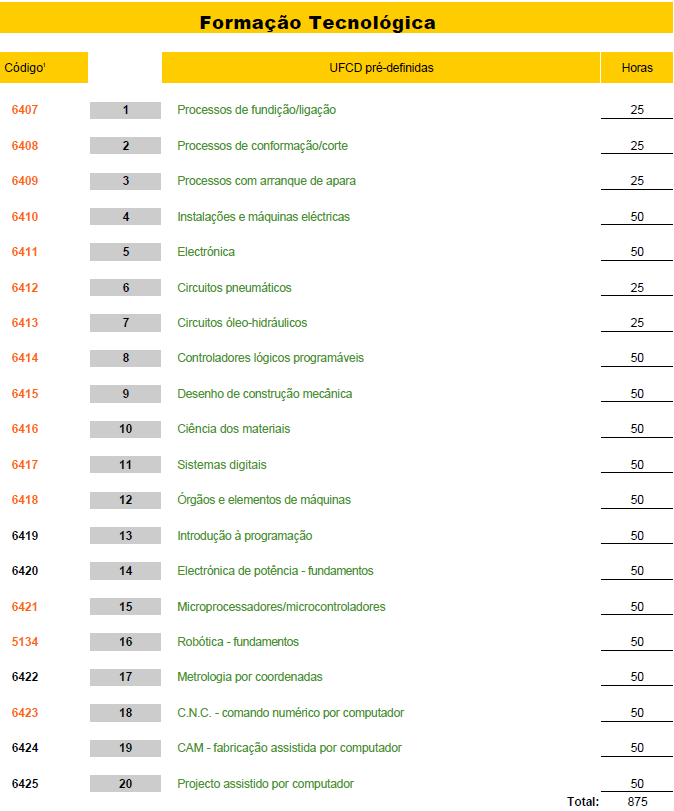 Formação Tecnológica
Código¹ UFCD pré-definidas Horas
6407 1 Processos de fundição/ligação 25
6408 2 Processos de conformação/corte 25
6409 3 Processos com arranque de apara 25
6410 4 Instalações e máquinas eléctricas 50
6411 5 Electrónica 50
6412 6 Circuitos pneumáticos 25
6413 7 Circuitos óleo-hidráulicos 25
6414 8 Controladores lógicos programáveis 50
6415 9 Desenho de construção mecânica 50
6416 10 Ciência dos materiais 50
6417 11 Sistemas digitais 50
6418 12 Órgãos e elementos de máquinas 50
6419 13 Introdução à programação 50
6420 14 Electrónica de potência - fundamentos 50
6421 15 Microprocessadores/microcontroladores 50
5134 16 Robótica - fundamentos 50
6422 17 Metrologia por coordenadas 50
6423 18 C.N.C. - comando numérico por computador 50
6424 19 CAM - fabricação assistida por computador 50
6425 20 Projecto assistido por computador 50
Total: 875